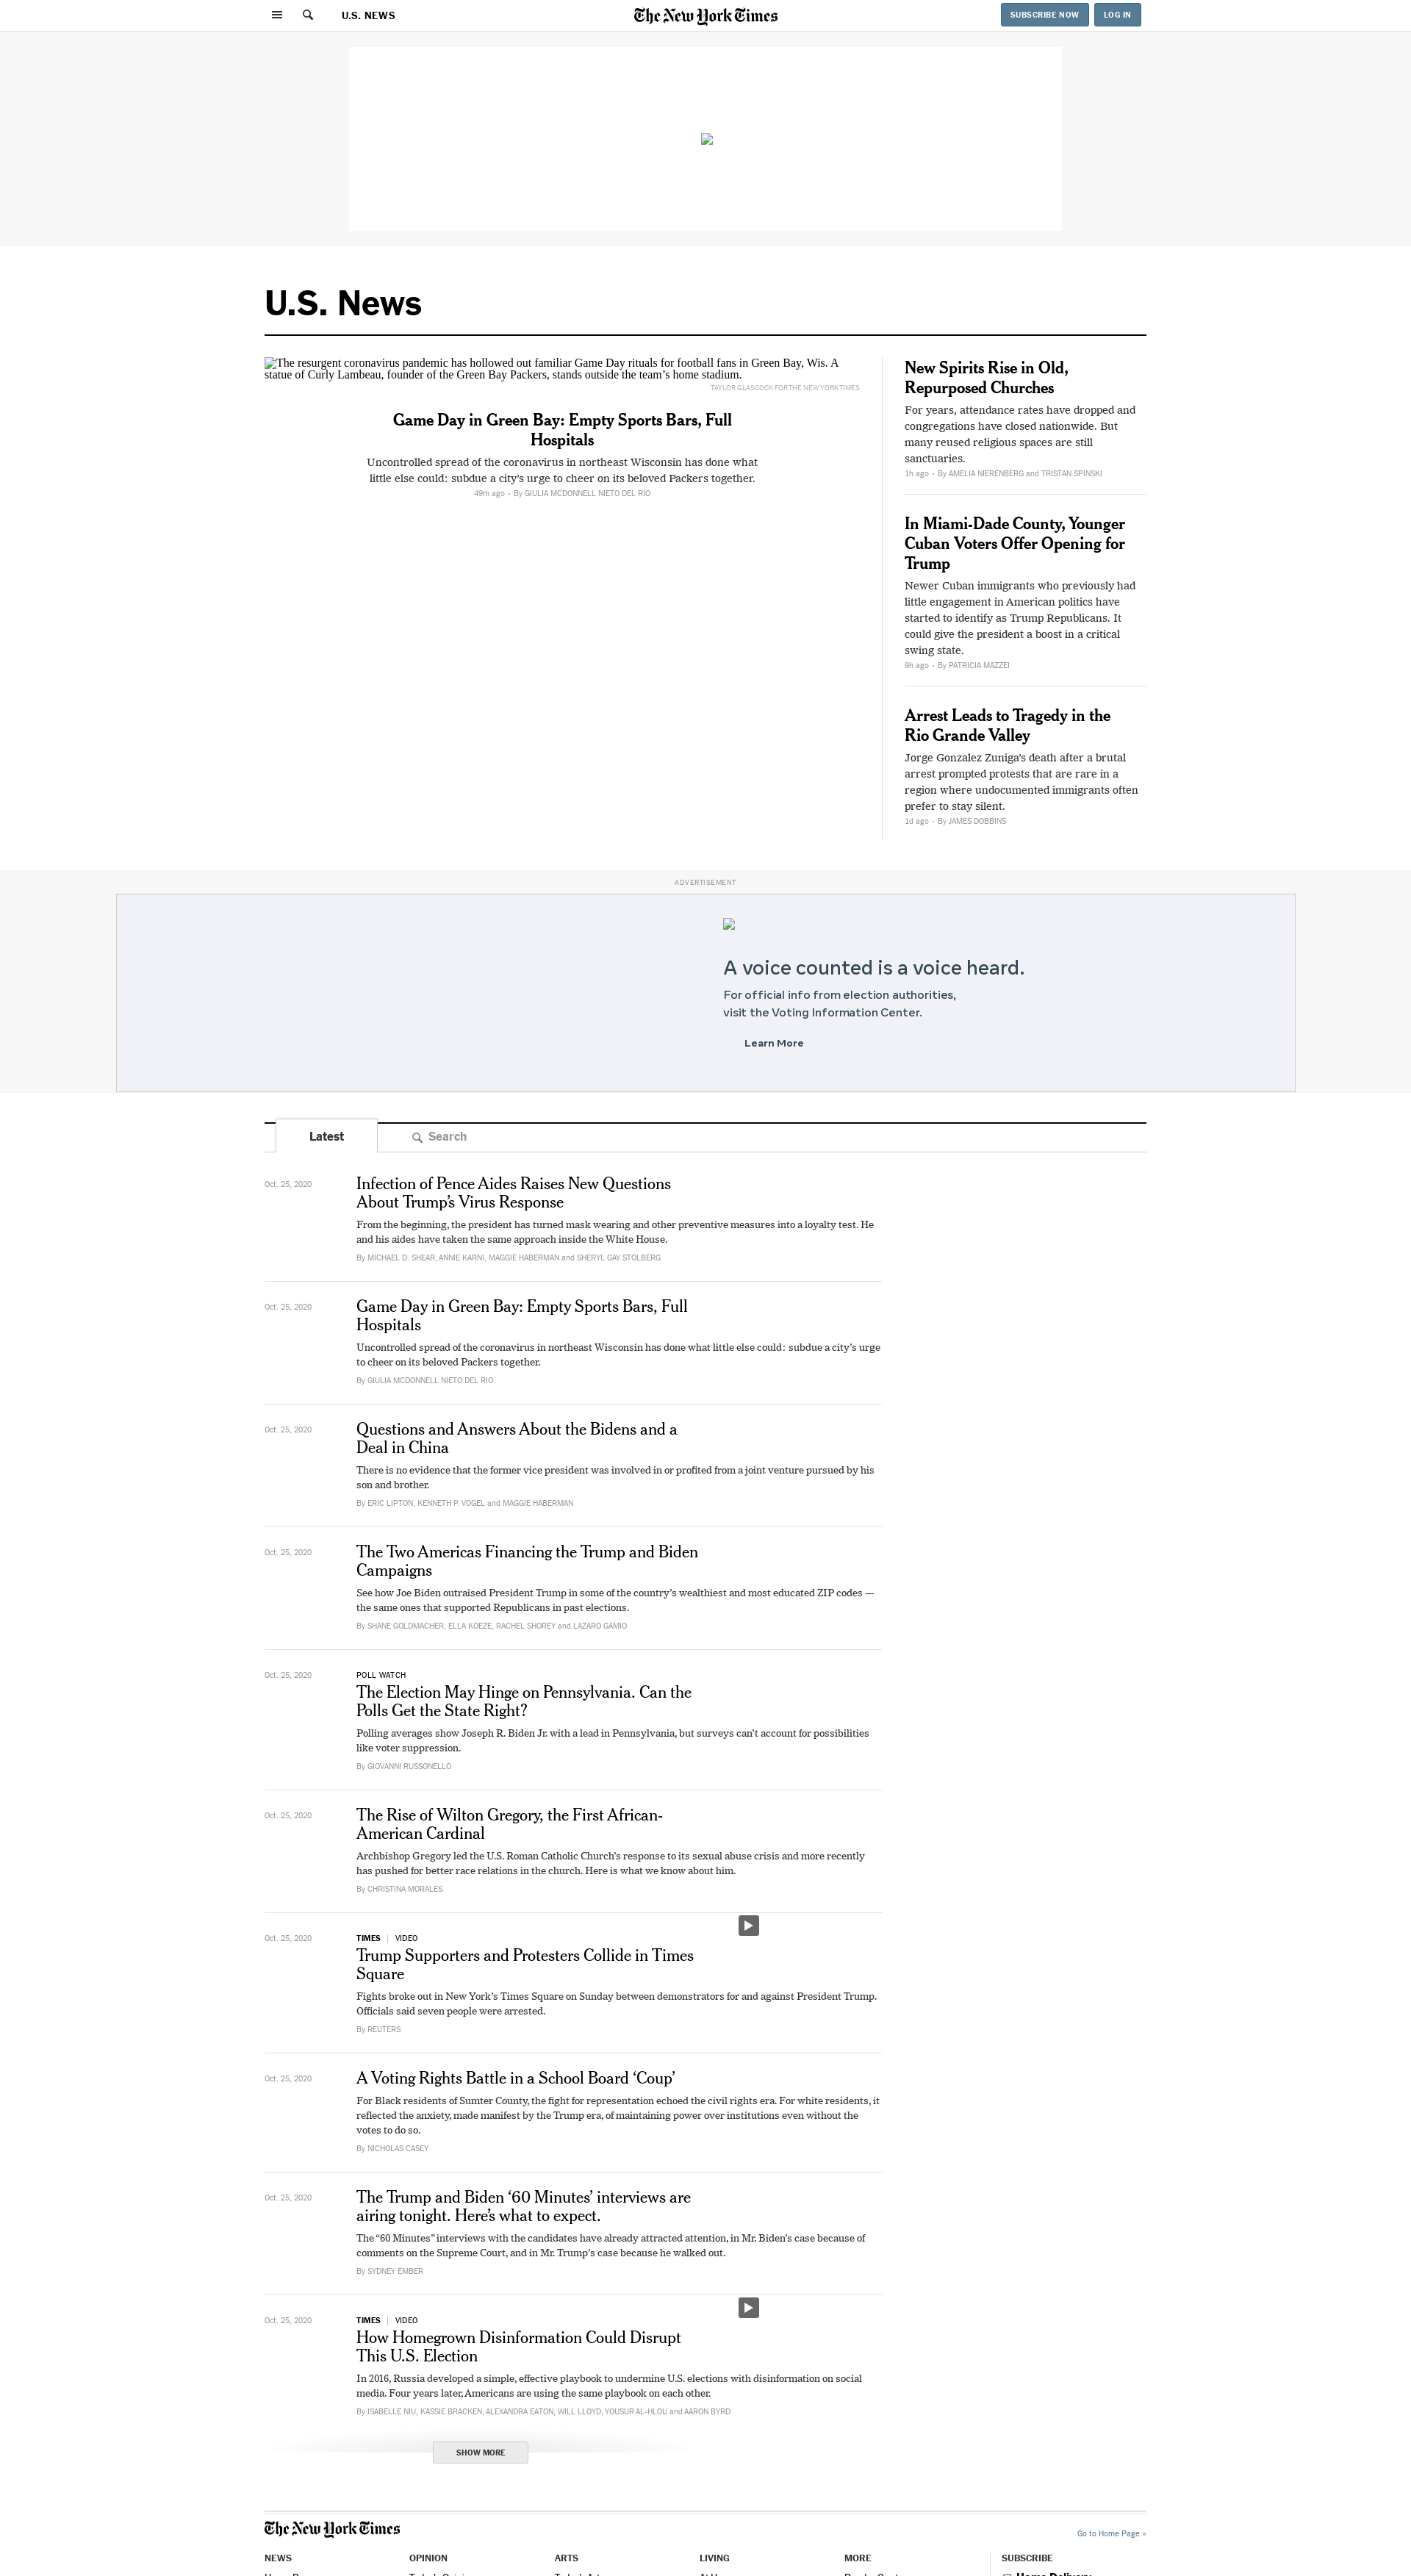 U.S. NEWS
The New York Times
SUBSCRIBE NOW
LOG IN
U.S. News
The resurgent coronavirus pandemic has hollowed out familiar Game Day rituals for football fans in Green Bay, Wis. A
statue of Curly Lambeau, founder of the Green Bay Packers, stands outside the team's home stadium.
TAYLOR GLASCOCK FOR THE NEW YORK TIMES
Game Day in Green Bay: Empty Sports Bars, Full
Hospitals
Uncontrolled spread of the coronavirus in northeast Wisconsin has done what
little else could: subdue a city's urge to cheer on its beloved Packers together.
49m ago • By GIULIA MCDONNELL NIETO DEL RIO
New Spirits Rise in Old,
Repurposed Churches
For years, attendance rates have dropped and
congregations have closed nationwide. But
many reused religious spaces are still
sanctuaries.
1h ago • By AMELIA NIERENBERG and TRISTAN SPINSKI
In Miami-Dade County, Younger
Cuban Voters Offer Opening for
Trump
Newer Cuban immigrants who previously had
little engagement in American politics have
started to identify as Trump Republicans. It
could give the president a boost in a critical
swing state.
9h ago • By PATRICIA MAZZEI
Arrest Leads to Tragedy in the
Rio Grande Valley
Jorge Gonzalez Zuniga's death after a brutal
arrest prompted protests that are rare in a
region where undocumented immigrants often
prefer to stay silent.
1d ago • By JAMES DOBBINS
ADVERTISEMENT
A voice counted is a voice heard.
For official info from election authorities,
visit the Voting Information Center.
Learn More
Latest
Search
Oct. 25, 2020
Infection of Pence Aides Raises New Questions
About Trump's Virus Response
From the beginning, the president has turned mask wearing and other preventive measures into a loyalty test. He
and his aides have taken the same approach inside the White House.
By MICHAEL D. SHEAR, ANNIE KARNI, MAGGIE HABERMAN and SHERYL GAY STOLBERG
Oct. 25, 2020
Game Day in Green Bay: Empty Sports Bars, Full
Hospitals
Uncontrolled spread of the coronavirus in northeast Wisconsin has done what little else could: subdue a city's urge
to cheer on its beloved Packers together.
By GIULIA MCDONNELL NIETO DEL RIO
Oct. 25, 2020
Questions and Answers About the Bidens and a
Deal in China
There is no evidence that the former vice president was involved in or profited from a joint venture pursued by his
son and brother.
By ERIC LIPTON, KENNETH P. VOGEL and MAGGIE HABERMAN
Oct. 25, 2020
The Two Americas Financing the Trump and Biden
Campaigns
See how Joe Biden outraised President Trump in some of the country's wealthiest and most educated ZIP codes —
the same ones that supported Republicans in past elections.
By SHANE GOLDMACHER, ELLA KOEZE, RACHEL SHOREY and LAZARO GAMIO
Oct. 25, 2020
POLL WATCH
The Election May Hinge on Pennsylvania. Can the
Polls Get the State Right?
Polling averages show Joseph R. Biden Jr. with a lead in Pennsylvania, but surveys can't account for possibilities
like voter suppression.
By GIOVANNI RUSSONELLO
Oct. 25, 2020
The Rise of Wilton Gregory, the First African-
American Cardinal
Archbishop Gregory led the U.S. Roman Catholic Church's response to its sexual abuse crisis and more recently
has pushed for better race relations in the church. Here is what we know about him.
By CHRISTINA MORALES
Oct. 25, 2020
TIMES | VIDEO
Trump Supporters and Protesters Collide in Times
Square
Fights broke out in New York's Times Square on Sunday between demonstrators for and against President Trump.
Officials said seven people were arrested.
By REUTERS
Oct. 25, 2020
A Voting Rights Battle in a School Board ‘Coup’
For Black residents of Sumter County, the fight for representation echoed the civil rights era. For white residents, it
reflected the anxiety, made manifest by the Trump era, of maintaining power over institutions even without the
votes to do so.
By NICHOLAS CASEY
Oct. 25, 2020
The Trump and Biden ‘60 Minutes’ interviews are
airing tonight. Here's what to expect.
The “60 Minutes” interviews with the candidates have already attracted attention, in Mr. Biden's case because of
comments on the Supreme Court, and in Mr. Trump's case because he walked out.
By SYDNEY EMBER
Oct. 25, 2020
TIMES | VIDEO
How Homegrown Disinformation Could Disrupt
This U.S. Election
In 2016, Russia developed a simple, effective playbook to undermine U.S. elections with disinformation on social
media. Four years later, Americans are using the same playbook on each other.
By ISABELLE NIU, KASSIE BRACKEN, ALEXANDRA EATON, WILL LLOYD, YOUSUR AL-HLOU and AARON BYRD
SHOW MORE
The New York Times
Go to Home Page »
NEWS
OPINION
ARTS
LIVING
MORE
SUBSCRIBE